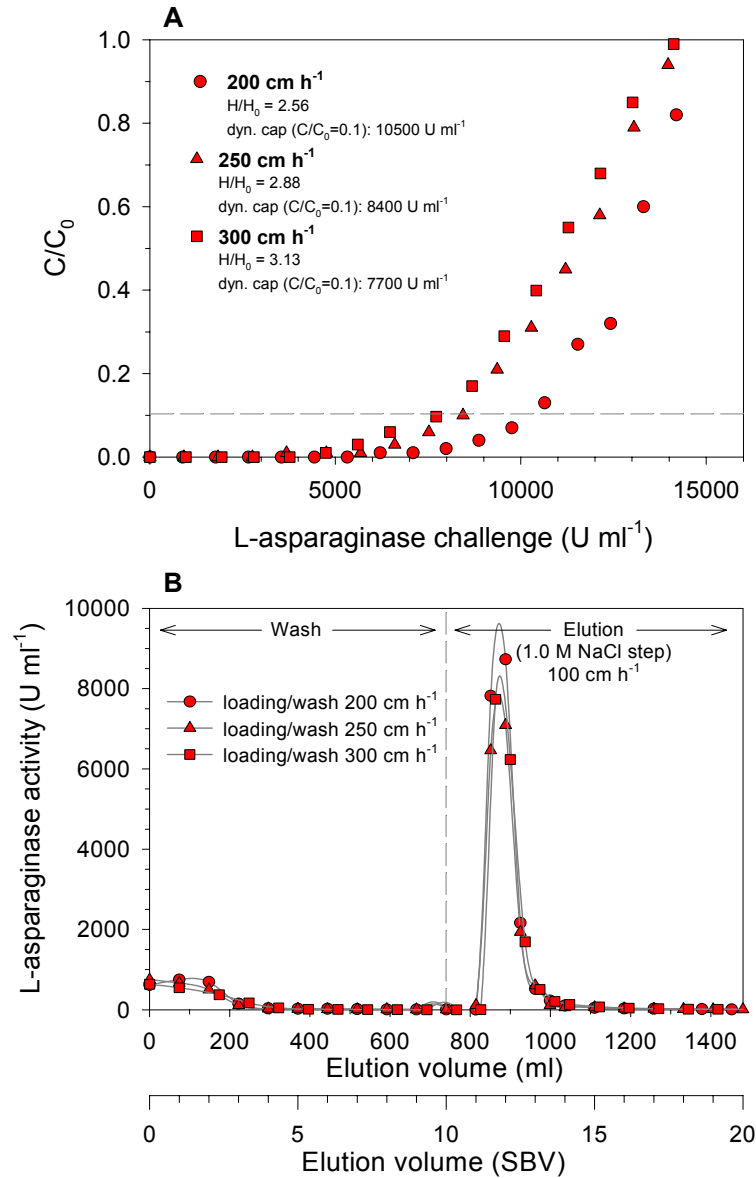 A
1.0
0.8
0.6
0.4
0.2
0.0
C/C₀
200 cm h⁻¹
H/H₀ = 2.56
dyn. cap (C/C₀=0.1): 10500 U ml⁻¹
250 cm h⁻¹
H/H₀ = 2.88
dyn. cap (C/C₀=0.1): 8400 U ml⁻¹
300 cm h⁻¹
H/H₀ = 3.13
dyn. cap (C/C₀=0.1): 7700 U ml⁻¹
0 5000 10000 15000
L-asparaginase challenge (U ml⁻¹)
B
10000
8000
6000
4000
2000
0
L-asparaginase activity (U ml⁻¹)
Wash
Elution
(1.0 M NaCl step)
100 cm h⁻¹
loading/wash 200 cm h⁻¹
loading/wash 250 cm h⁻¹
loading/wash 300 cm h⁻¹
0 200 400 600 800 1000 1200 1400
Elution volume (ml)
0 5 10 15 20
Elution volume (SBV)